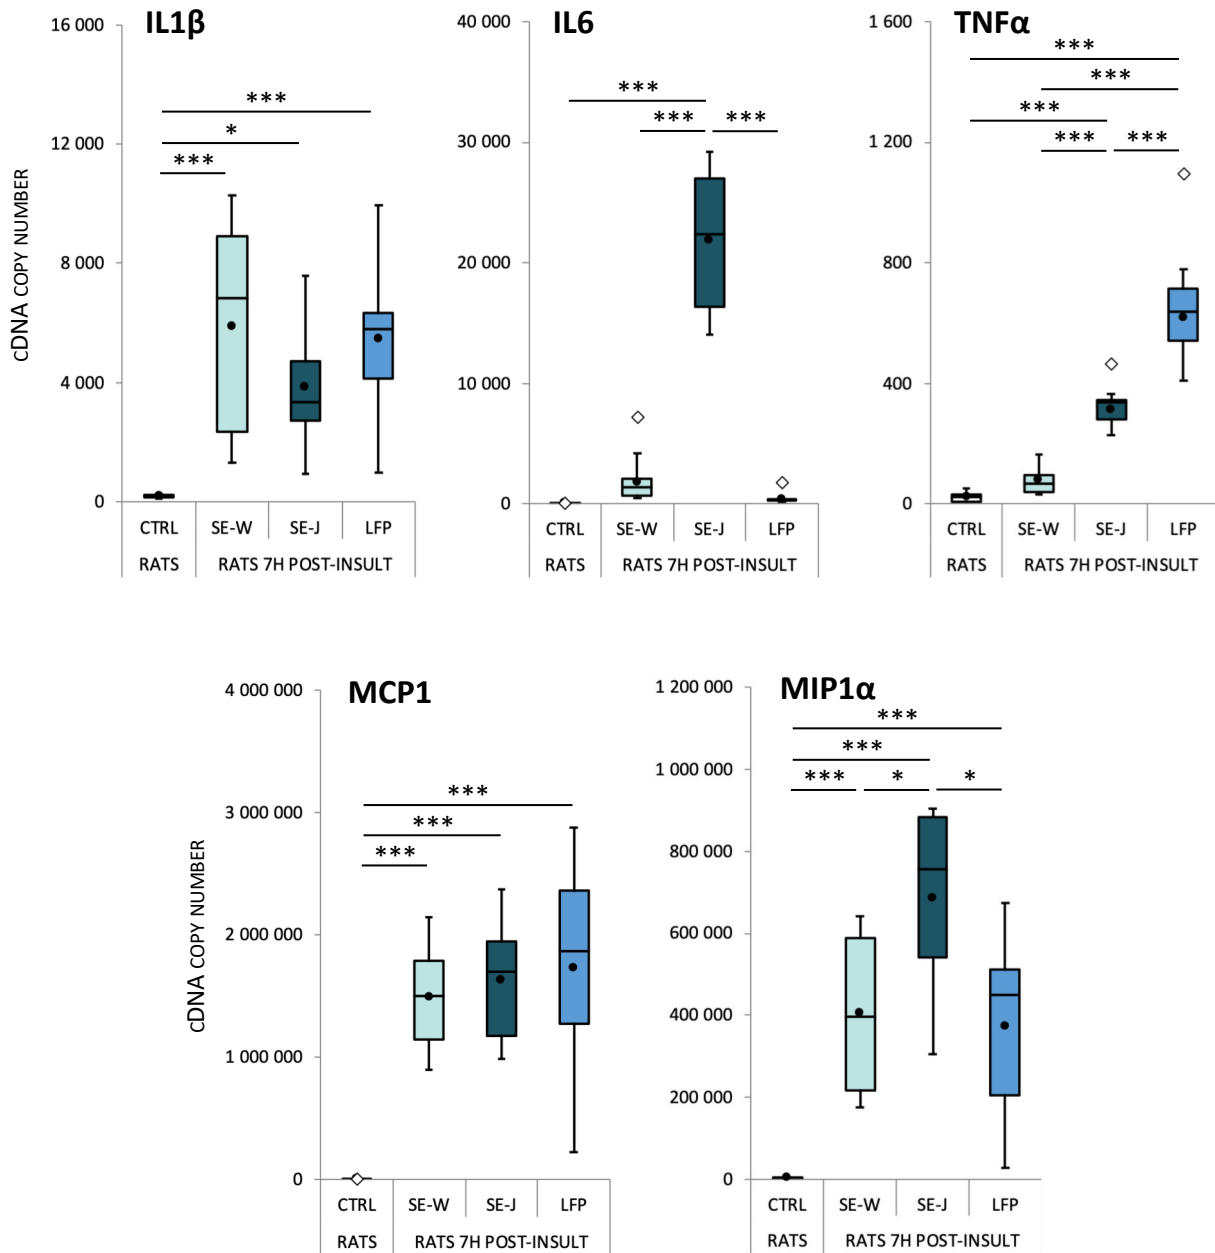 IL1β
16 000
12 000
8 000
4 000
0
cDNA COPY NUMBER
***
*
***
CTRL SE-W SE-J LFP
RATS RATS 7H POST-INSULT
IL6
40 000
30 000
20 000
10 000
0
***
*** ***
CTRL SE-W SE-J LFP
RATS RATS 7H POST-INSULT
TNFα
1 600
1 200
800
400
0
***
***
***
*** ***
CTRL SE-W SE-J LFP
RATS RATS 7H POST-INSULT
MCP1
4 000 000
3 000 000
2 000 000
1 000 000
0
cDNA COPY NUMBER
***
***
***
CTRL SE-W SE-J LFP
RATS RATS 7H POST-INSULT
MIP1α
1 200 000
1 000 000
800 000
600 000
400 000
200 000
0
***
***
*** * *
CTRL SE-W SE-J LFP
RATS RATS 7H POST-INSULT